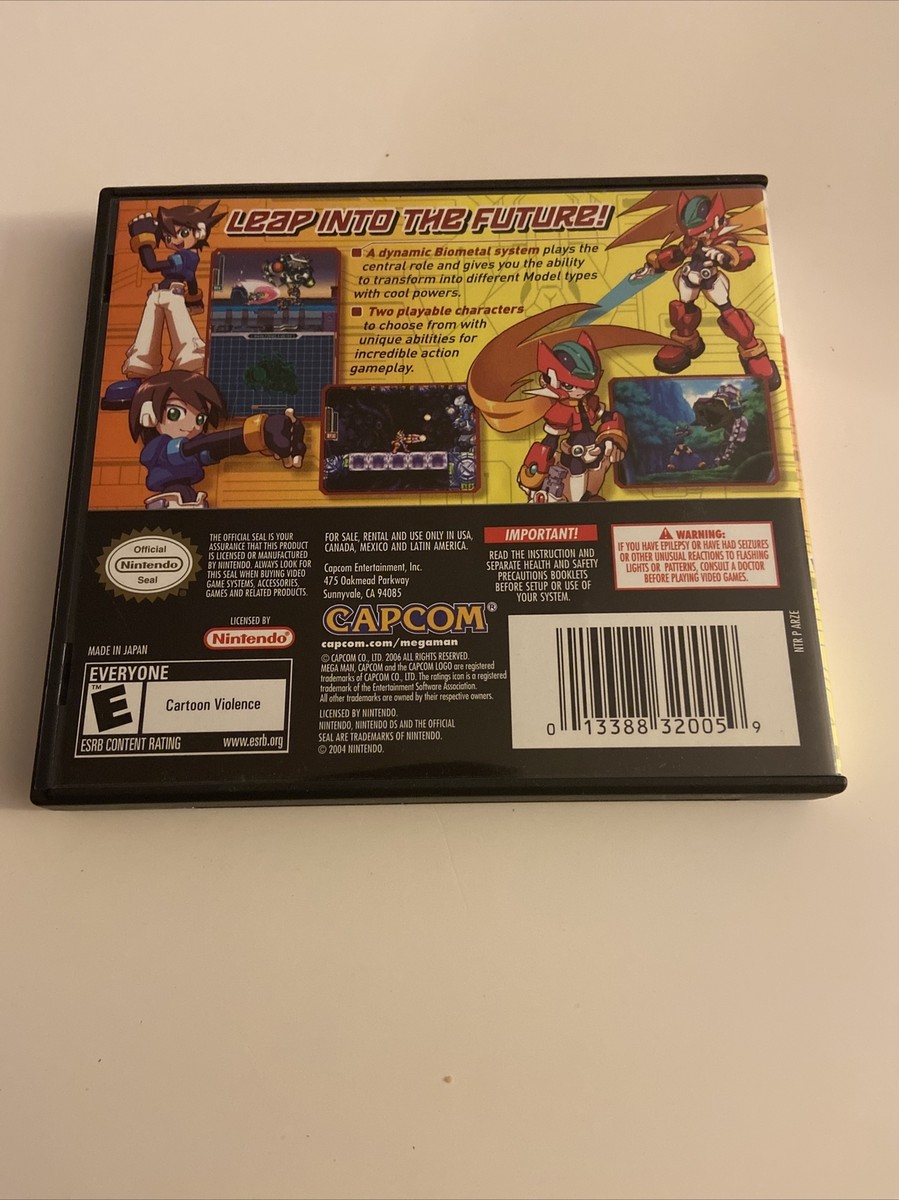 LEAP INTO THE FUTURE!
A dynamic Biometal system plays the
central role and gives you the ability
to transform into different Model types
with cool powers.
Two playable characters
to choose from with
unique abilities for
incredible action
gameplay.
Official
Nintendo
Seal
THE OFFICIAL SEAL IS YOUR
ASSURANCE THAT THIS PRODUCT
IS LICENSED OR MANUFACTURED
BY NINTENDO. ALWAYS LOOK FOR
THIS SEAL WHEN BUYING VIDEO
GAME SYSTEMS, ACCESSORIES,
GAMES AND RELATED PRODUCTS.
LICENSED BY
Nintendo®
MADE IN JAPAN
EVERYONE
E™
Cartoon Violence
ESRB CONTENT RATING www.esrb.org
FOR SALE, RENTAL AND USE ONLY IN USA,
CANADA, MEXICO AND LATIN AMERICA.
Capcom Entertainment, Inc.
475 Oakmead Parkway
Sunnyvale, CA 94085
CAPCOM®
capcom.com/megaman
© CAPCOM CO., LTD. 2006 ALL RIGHTS RESERVED.
MEGA MAN, CAPCOM and the CAPCOM LOGO are registered
trademarks of CAPCOM CO., LTD. The ratings icon is a registered
trademark of the Entertainment Software Association.
All other trademarks are owned by their respective owners.
LICENSED BY NINTENDO.
NINTENDO, NINTENDO DS AND THE OFFICIAL
SEAL ARE TRADEMARKS OF NINTENDO.
© 2004 NINTENDO.
IMPORTANT!
READ THE INSTRUCTION AND
SEPARATE HEALTH AND SAFETY
PRECAUTIONS BOOKLETS
BEFORE SETUP OR USE OF
YOUR SYSTEM.
WARNING:
IF YOU HAVE EPILEPSY OR HAVE HAD SEIZURES
OR OTHER UNUSUAL REACTIONS TO FLASHING
LIGHTS OR PATTERNS, CONSULT A DOCTOR
BEFORE PLAYING VIDEO GAMES.
0 13388 32005 9
NTR P ARZE